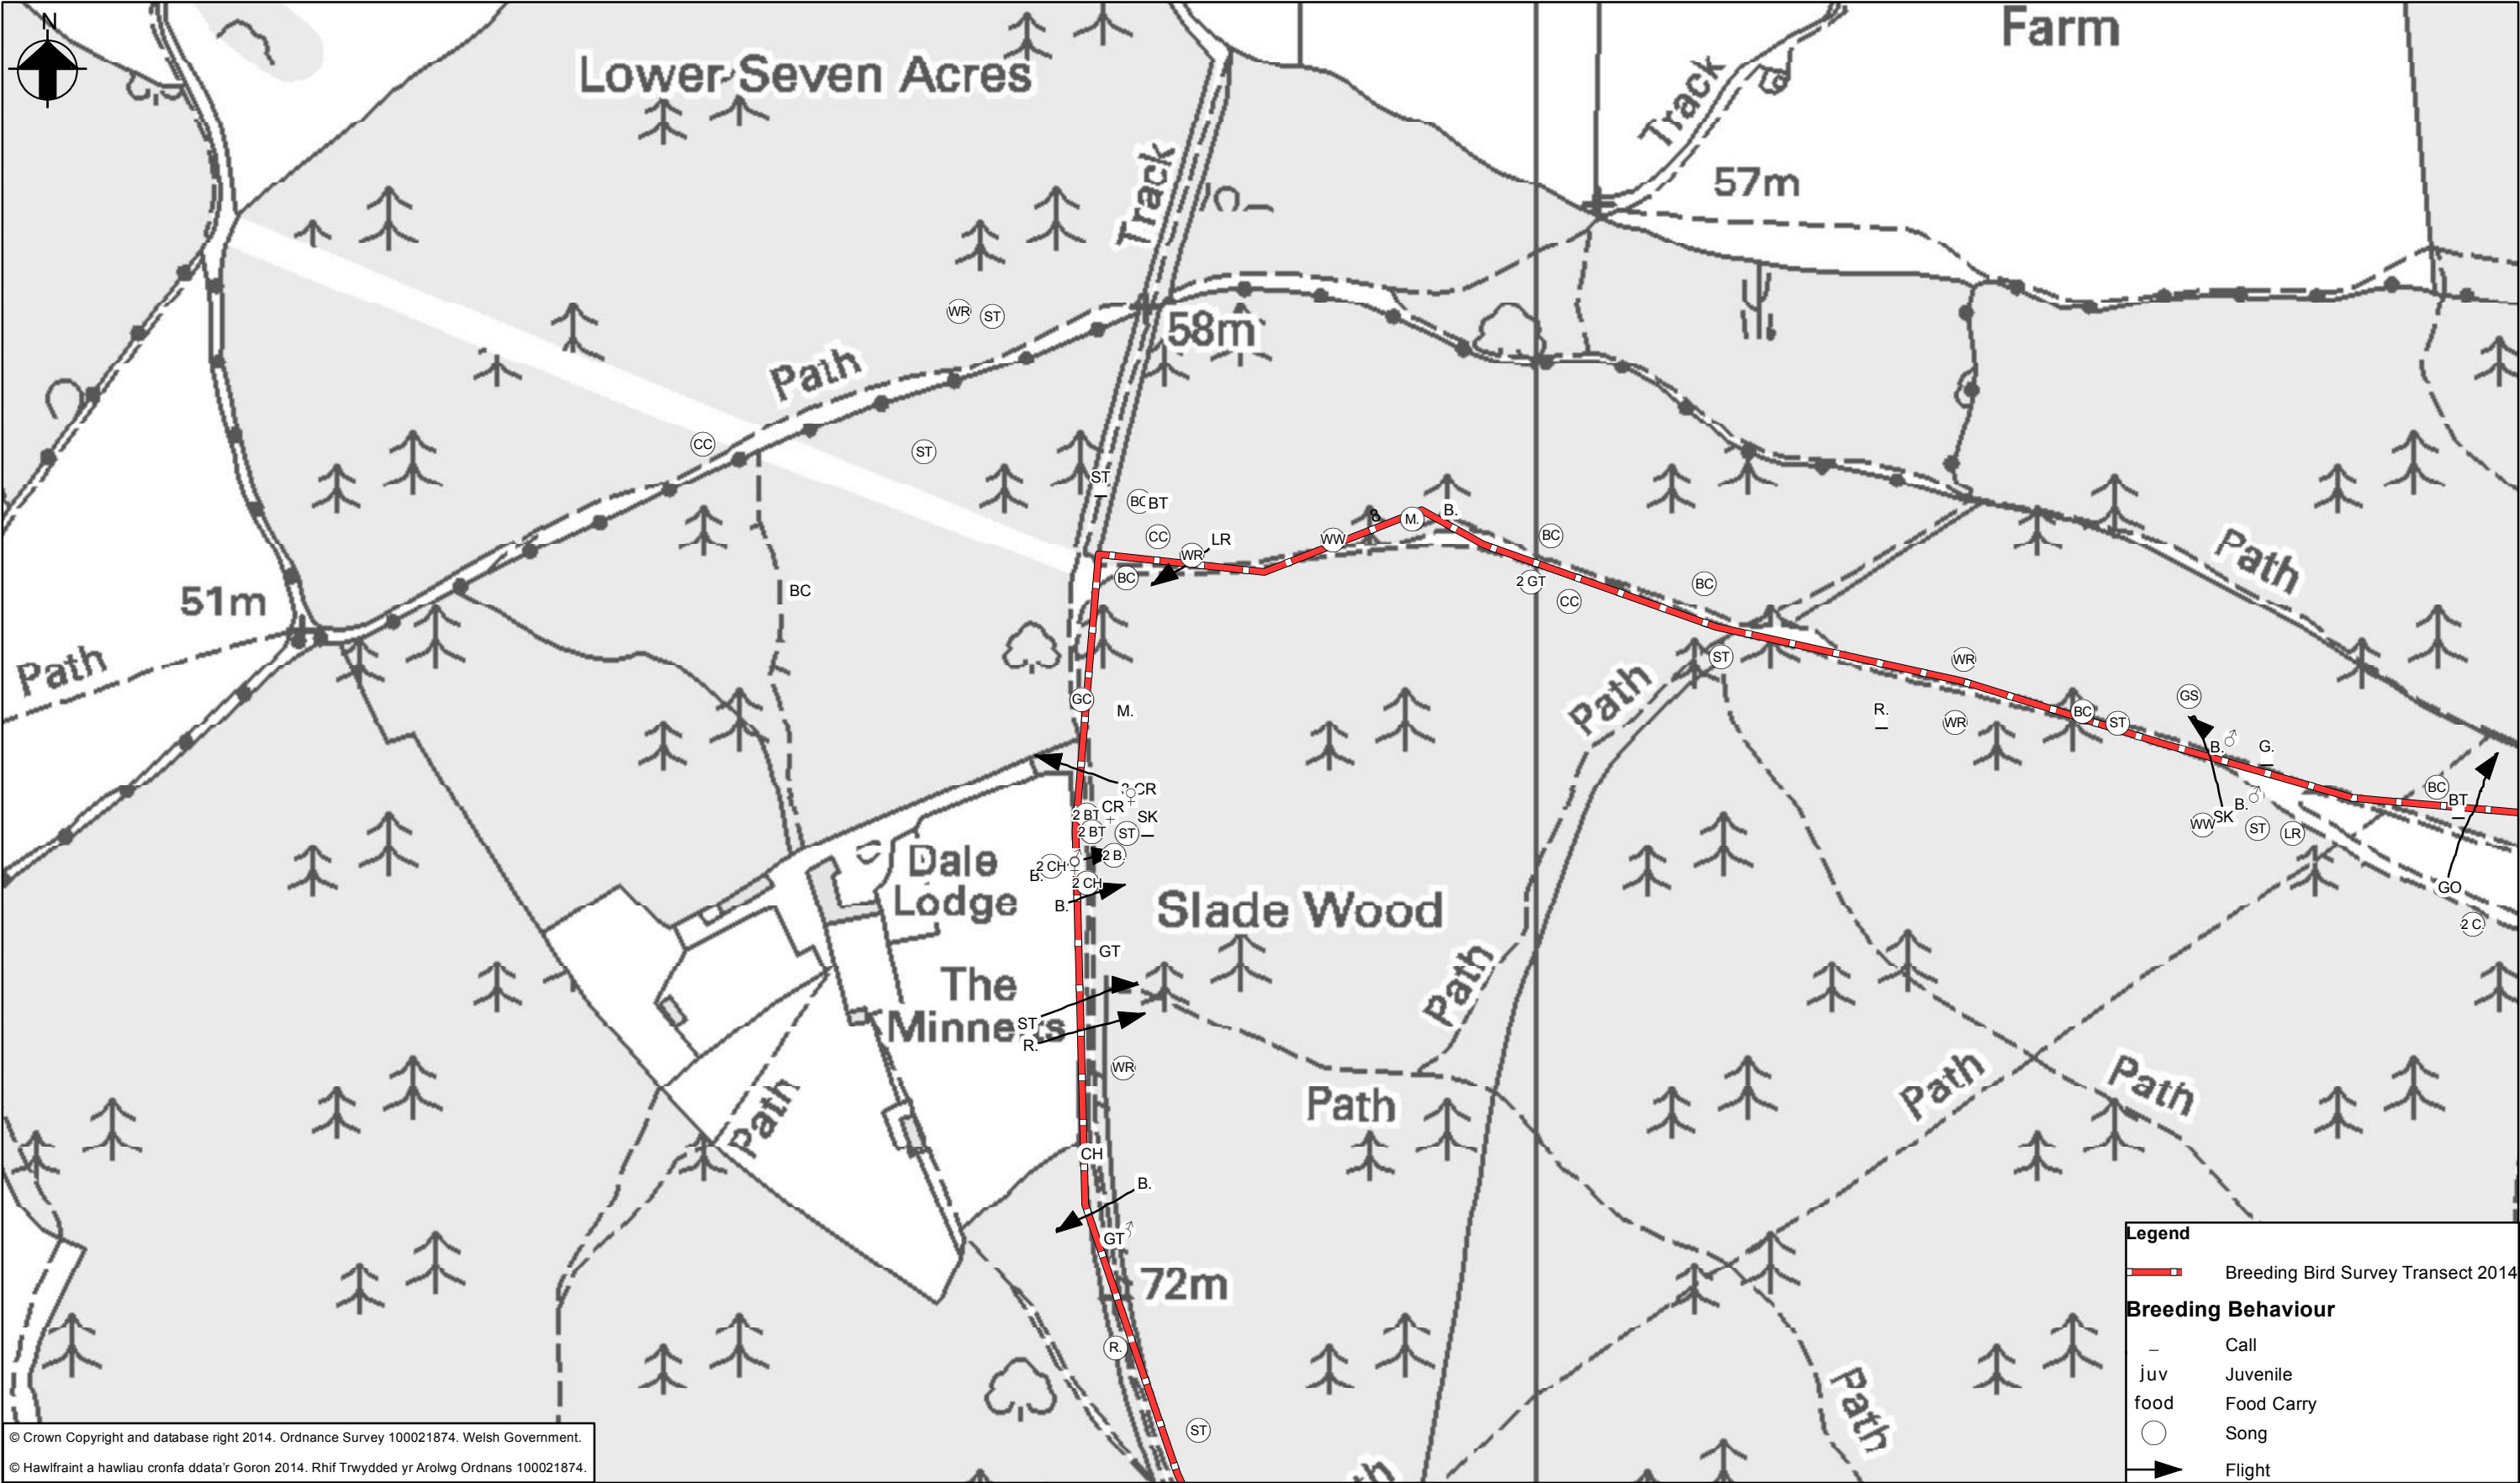 N
Lower Seven Acres
Farm
Track
57m
Track
WR
ST
58m
Path
CC
ST
ST
BC
BT
CC
WR
LR
BC
WW
8
M.
B.
BC
2 GT
CC
BC
Path
51m
BC
Path
ST
WR
Path
GC
M.
R.
WR
BC
ST
GS
B. ♂
G.
CR
CR
SK
2 BT
2 BT
ST
BC
BT
B. ♂
SK
WW
ST
LR
2 CH
2 B.
B.
2 CH
B.
Dale
Lodge
Slade Wood
GO
2 C.
GT
The
Minnetts
ST
R.
Path
WR
Path
Path
Path
Path
CH
B.
GT ♂
72m
R.
ST
Path
th
Legend
Breeding Bird Survey Transect 2014
Breeding Behaviour
_ Call
juv Juvenile
food Food Carry
Song
Flight
© Crown Copyright and database right 2014. Ordnance Survey 100021874. Welsh Government.
© Hawlfraint a hawliau cronfa ddata'r Goron 2014. Rhif Trwydded yr Arolwg Ordnans 100021874.